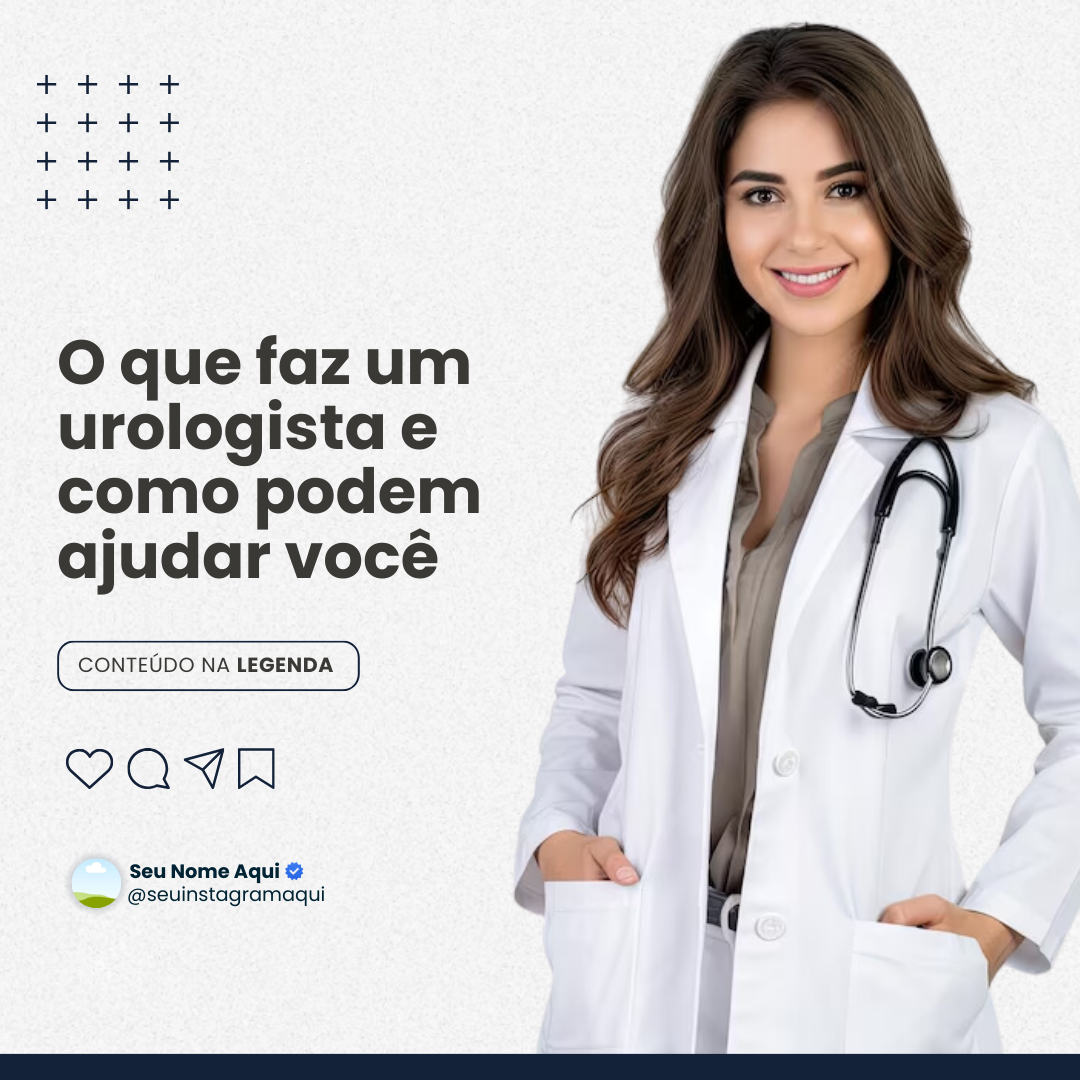 O que faz um
urologista e
como podem
ajudar você
CONTEÚDO NA LEGENDA
Seu Nome Aqui
@seuinstagramaqui